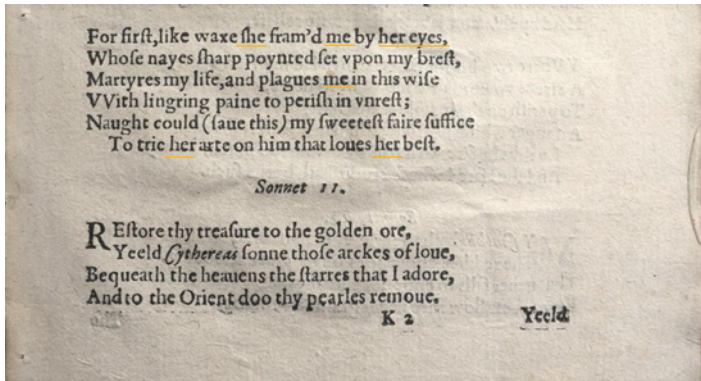 For first,like waxe ſhe fram'd me by her eyes,
Whoſe nayes ſharp poynted ſet vpon my breſt,
Martyres my life,and plagues me in this wiſe
VVith lingring paine to periſh in vnreſt;
Naught could (ſaue this) my ſweeteſt faire ſuffice
To trie her arte on him that loues her beſt.
Sonnet 11.
REſtore thy treaſure to the golden ore,
Yeeld Cythereas ſonne thoſe arckes of loue,
Bequeath the heauens the ſtarres that I adore,
And to the Orient doo thy pearles remoue.
K 2 Yeeld